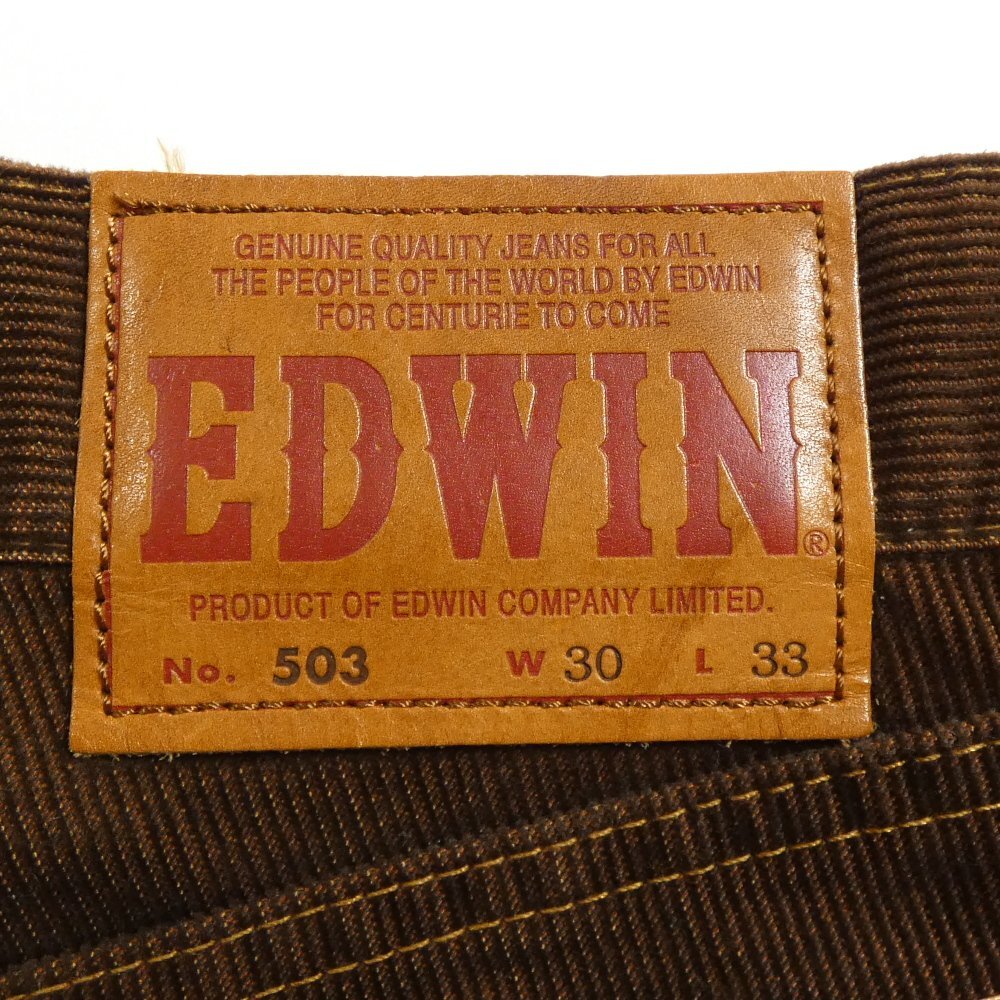 GENUINE QUALITY JEANS FOR ALL
THE PEOPLE OF THE WORLD BY EDWIN
FOR CENTURIE TO COME
EDWIN®
PRODUCT OF EDWIN COMPANY LIMITED.
No. 503 W 30 L 33